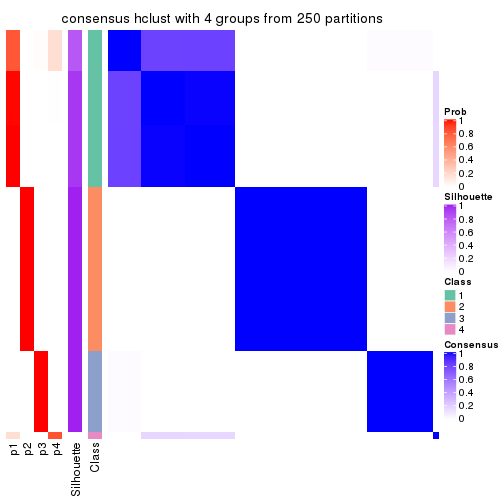 consensus hclust with 4 groups from 250 partitions
Prob
1
0.8
0.6
0.4
0.2
0
Silhouette
1
0.8
0.6
0.4
0.2
0
Class
1
2
3
4
Consensus
1
0.8
0.6
0.4
0.2
0
p1
p2
p3
p4
Silhouette
Class